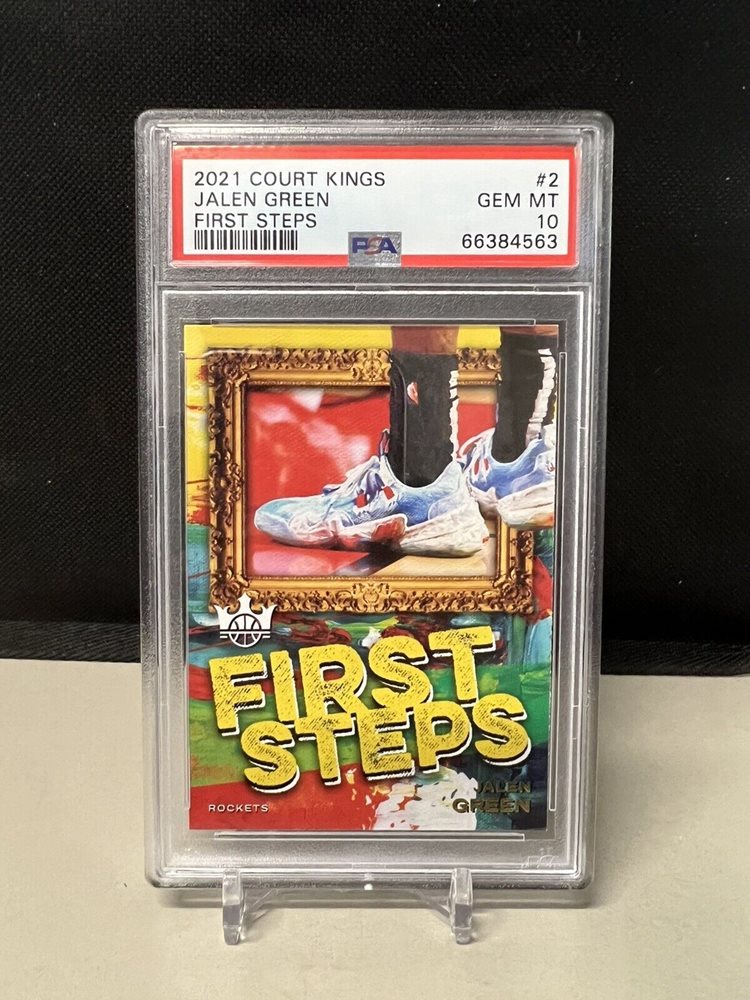 2021 COURT KINGS #2
JALEN GREEN GEM MT
FIRST STEPS 10
PSA 66384563
FIRST
STEPS
JALEN
ROCKETS GREEN